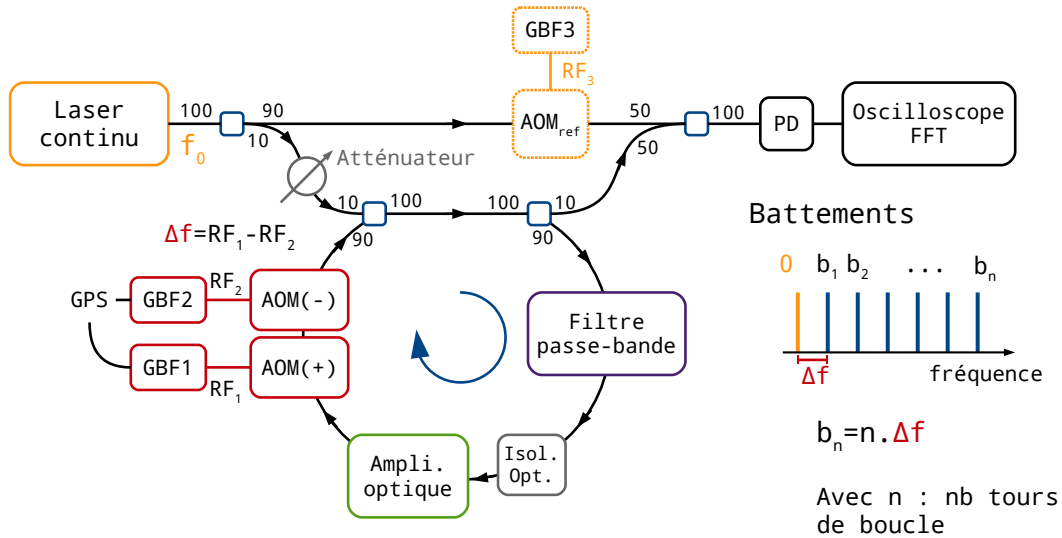 GBF3
RF3
Laser
continu
100
f0
90
10
AOMref
50
50
100
PD
Oscilloscope
FFT
Atténuateur
10
100
90
100
10
90
Δf=RF1-RF2
GPS
GBF2
RF2
AOM(-)
GBF1
RF1
AOM(+)
Filtre
passe-bande
Ampli.
optique
Isol.
Opt.
Battements
0 b1 b2 ... bn
Δf
fréquence
bn=n.Δf
Avec n : nb tours
de boucle